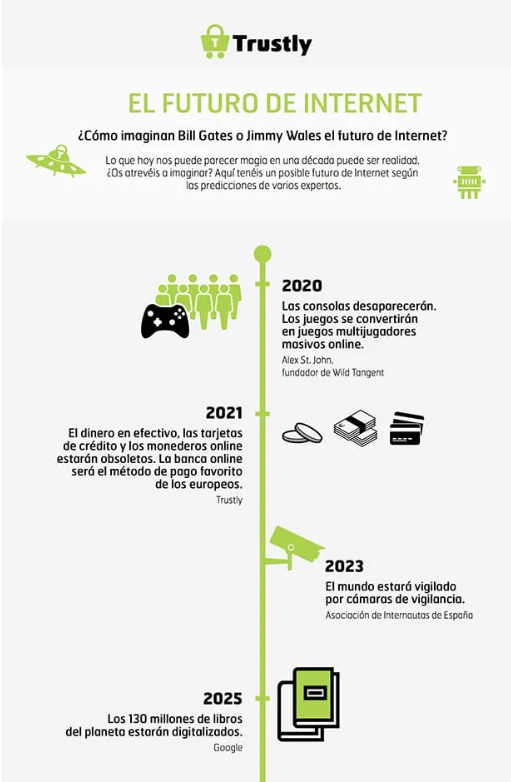 Trustly
EL FUTURO DE INTERNET
¿Cómo imaginan Bill Gates o Jimmy Wales el futuro de Internet?
Lo que hoy nos puede parecer magia en una década puede ser realidad.
¿Os atrevéis a imaginar? Aquí tenéis un posible futuro de Internet según
las predicciones de varios expertos.
2020
Las consolas desaparecerán.
Los juegos se convertirán
en juegos multijugadores
masivos online.
Alex St. John,
fundador de Wild Tangent
2021
El dinero en efectivo, las tarjetas
de crédito y los monederos online
estarán obsoletos. La banca online
será el método de pago favorito
de los europeos.
Trustly
2023
El mundo estará vigilado
por cámaras de vigilancia.
Asociación de Internautas de España
2025
Los 130 millones de libros
del planeta estarán digitalizados.
Google